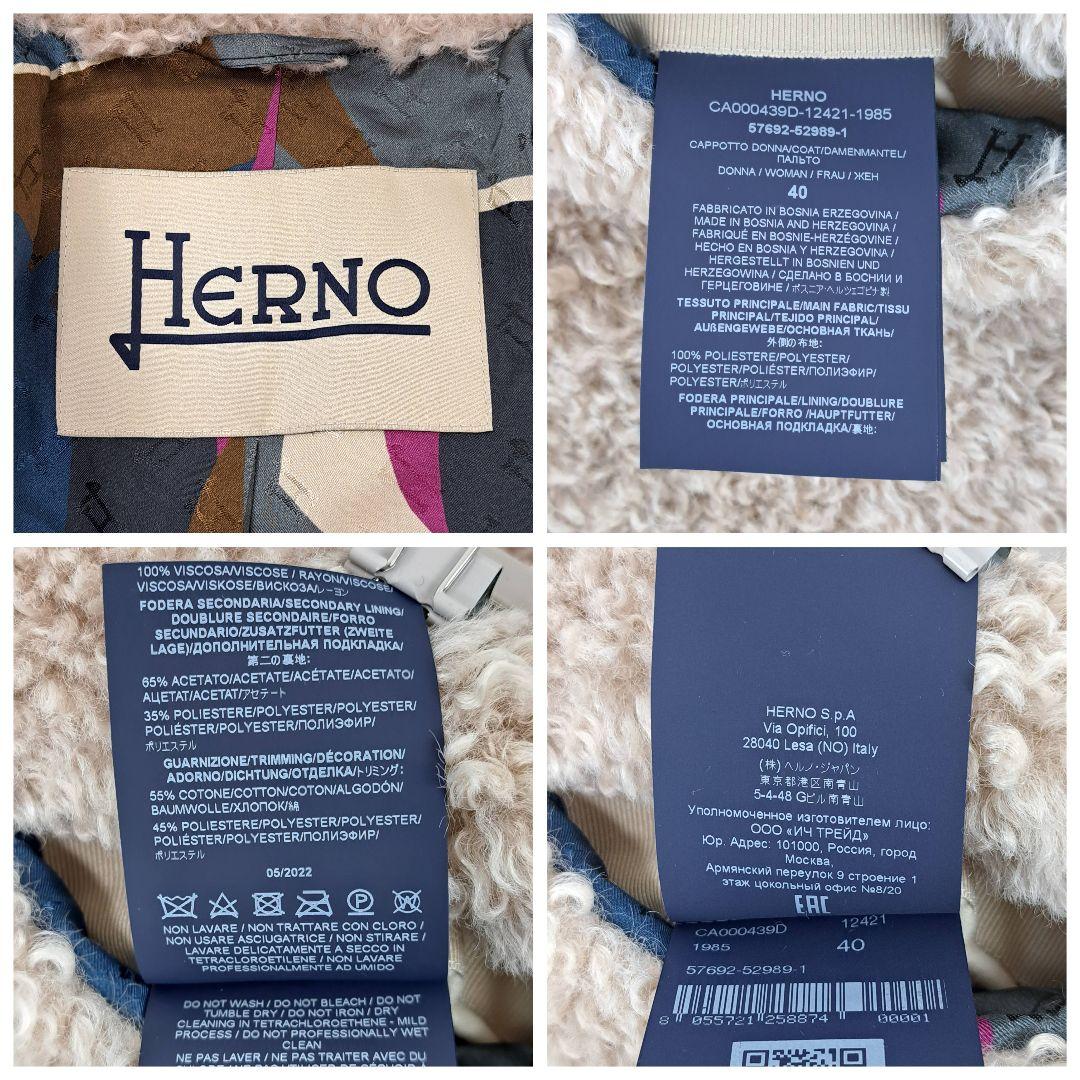 HERNO
HERNO
CA000439D-12421-1985
57692-52989-1
CAPPOTTO DONNA/COAT/DAMENMANTEL/
ПАЛЬТО
DONNA / WOMAN / FRAU / ЖЕН
40
FABBRICATO IN BOSNIA ERZEGOVINA /
MADE IN BOSNIA AND HERZEGOVINA /
FABRIQUÉ EN BOSNIE-HERZÉGOVINE /
HECHO EN BOSNIA Y HERZEGOVINA /
HERGESTELLT IN BOSNIEN UND
HERZEGOWINA / СДЕЛАНО В БОСНИИ И
ГЕРЦЕГОВИНЕ / ボスニア・ヘルツェゴビナ製
TESSUTO PRINCIPALE/MAIN FABRIC/TISSU
PRINCIPAL/TEJIDO PRINCIPAL/
AUßENGEWEBE/ОСНОВНАЯ ТКАНЬ/
外側の布地:
100% POLIESTERE/POLYESTER/
POLYESTER/POLIÉSTER/ПОЛИЭФИР/
POLYESTER/ポリエステル
FODERA PRINCIPALE/LINING/DOUBLURE
PRINCIPALE/FORRO /HAUPTFUTTER/
ОСНОВНАЯ ПОДКЛАДКА/裏地:
100% VISCOSA/VISCOSE / RAYON/VISCOSE/
VISCOSA/VISKOSE/ВИСКОЗА/レーヨン
FODERA SECONDARIA/SECONDARY LINING/
DOUBLURE SECONDAIRE/FORRO
SECUNDARIO/ZUSATZFUTTER (ZWEITE
LAGE)/ДОПОЛНИТЕЛЬНАЯ ПОДКЛАДКА/
第二の裏地:
65% ACETATO/ACETATE/ACÉTATE/ACETATO/
АЦЕТАТ/ACETAT/アセテート
35% POLIESTERE/POLYESTER/POLYESTER/
POLIÉSTER/POLYESTER/ПОЛИЭФИР/
ポリエステル
GUARNIZIONE/TRIMMING/DÉCORATION/
ADORNO/DICHTUNG/ОТДЕЛКА/トリミング:
55% COTONE/COTTON/COTON/ALGODÓN/
BAUMWOLLE/ХЛОПОК/綿
45% POLIESTERE/POLYESTER/POLYESTER/
POLIÉSTER/POLYESTER/ПОЛИЭФИР/
ポリエステル
05/2022
P W
NON LAVARE / NON TRATTARE CON CLORO /
NON USARE ASCIUGATRICE / NON STIRARE /
LAVARE DELICATAMENTE A SECCO IN
TETRACLOROETILENE / NON LAVARE
PROFESSIONALMENTE AD UMIDO
DO NOT WASH / DO NOT BLEACH / DO NOT
TUMBLE DRY / DO NOT IRON / DRY
CLEANING IN TETRACHLOROETHENE - MILD
PROCESS / DO NOT PROFESSIONALLY WET
CLEAN
NE PAS LAVER / NE PAS TRAITER AVEC DU
HERNO S.p.A
Via Opifici, 100
28040 Lesa (NO) Italy
(株) ヘルノ・ジャパン
東京都港区南青山
5-4-48 Gビル南青山
Уполномоченное изготовителем лицо:
ООО «ИЧ ТРЕЙД»
Юр. Адрес: 101000, Россия, город
Москва,
Армянский переулок 9 строение 1
этаж цокольный офис №8/20
EAC
CA000439D 12421
1985 40
57692-52989-1
8 055721 258874 00001